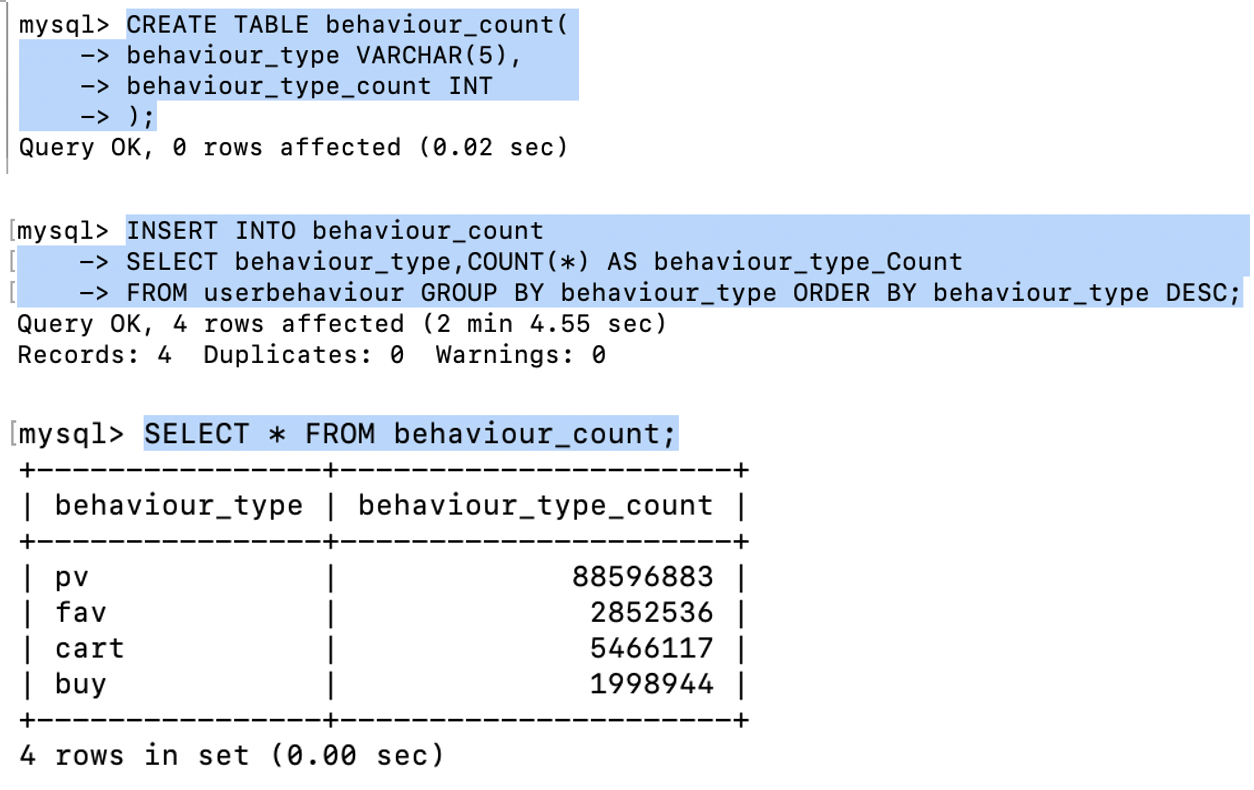 mysql> CREATE TABLE behaviour_count(
    -> behaviour_type VARCHAR(5),
    -> behaviour_type_count INT
    -> );
Query OK, 0 rows affected (0.02 sec)
[mysql> INSERT INTO behaviour_count
[    -> SELECT behaviour_type,COUNT(*) AS behaviour_type_Count
[    -> FROM userbehaviour GROUP BY behaviour_type ORDER BY behaviour_type DESC;
Query OK, 4 rows affected (2 min 4.55 sec)
Records: 4  Duplicates: 0  Warnings: 0
[mysql> SELECT * FROM behaviour_count;
+----------------+----------------------+
| behaviour_type | behaviour_type_count |
+----------------+----------------------+
| pv             |             88596883 |
| fav            |              2852536 |
| cart           |              5466117 |
| buy            |              1998944 |
+----------------+----------------------+
4 rows in set (0.00 sec)